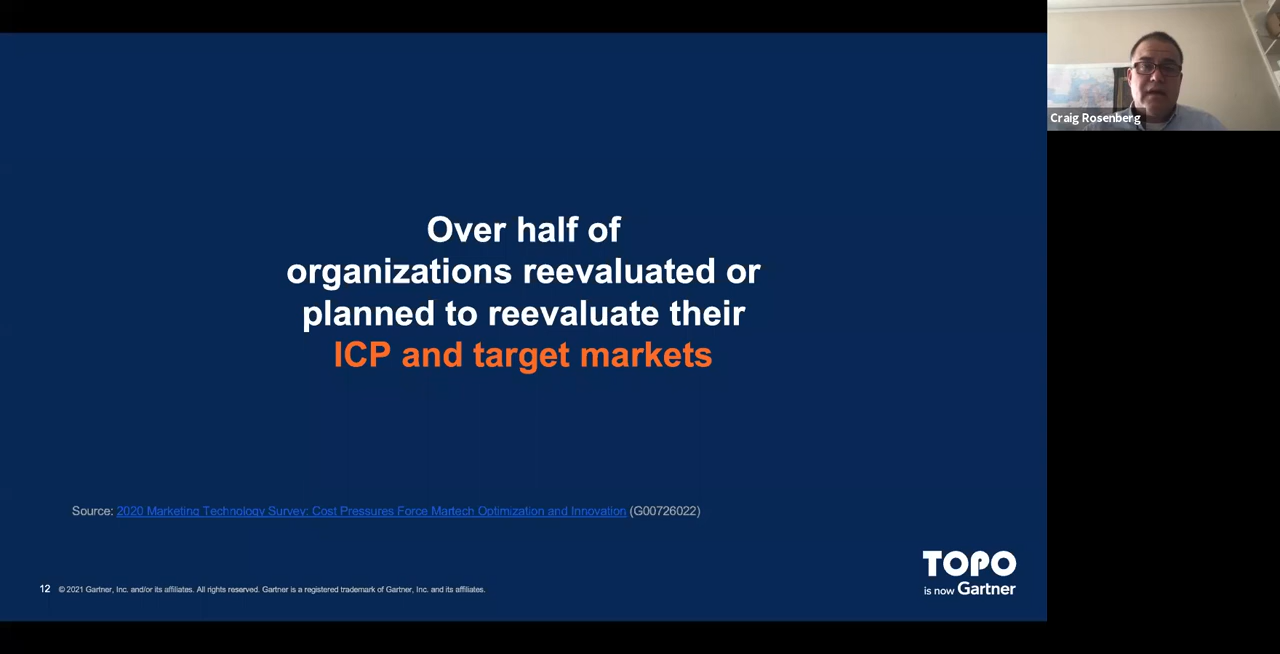 Over half of
organizations reevaluated or
planned to reevaluate their
ICP and target markets
Source: 2020 Marketing Technology Survey: Cost Pressures Force Martech Optimization and Innovation (G00726022)
12 © 2021 Gartner, Inc. and/or its affiliates. All rights reserved. Gartner is a registered trademark of Gartner, Inc. and its affiliates.
TOPO
is now Gartner
Craig Rosenberg